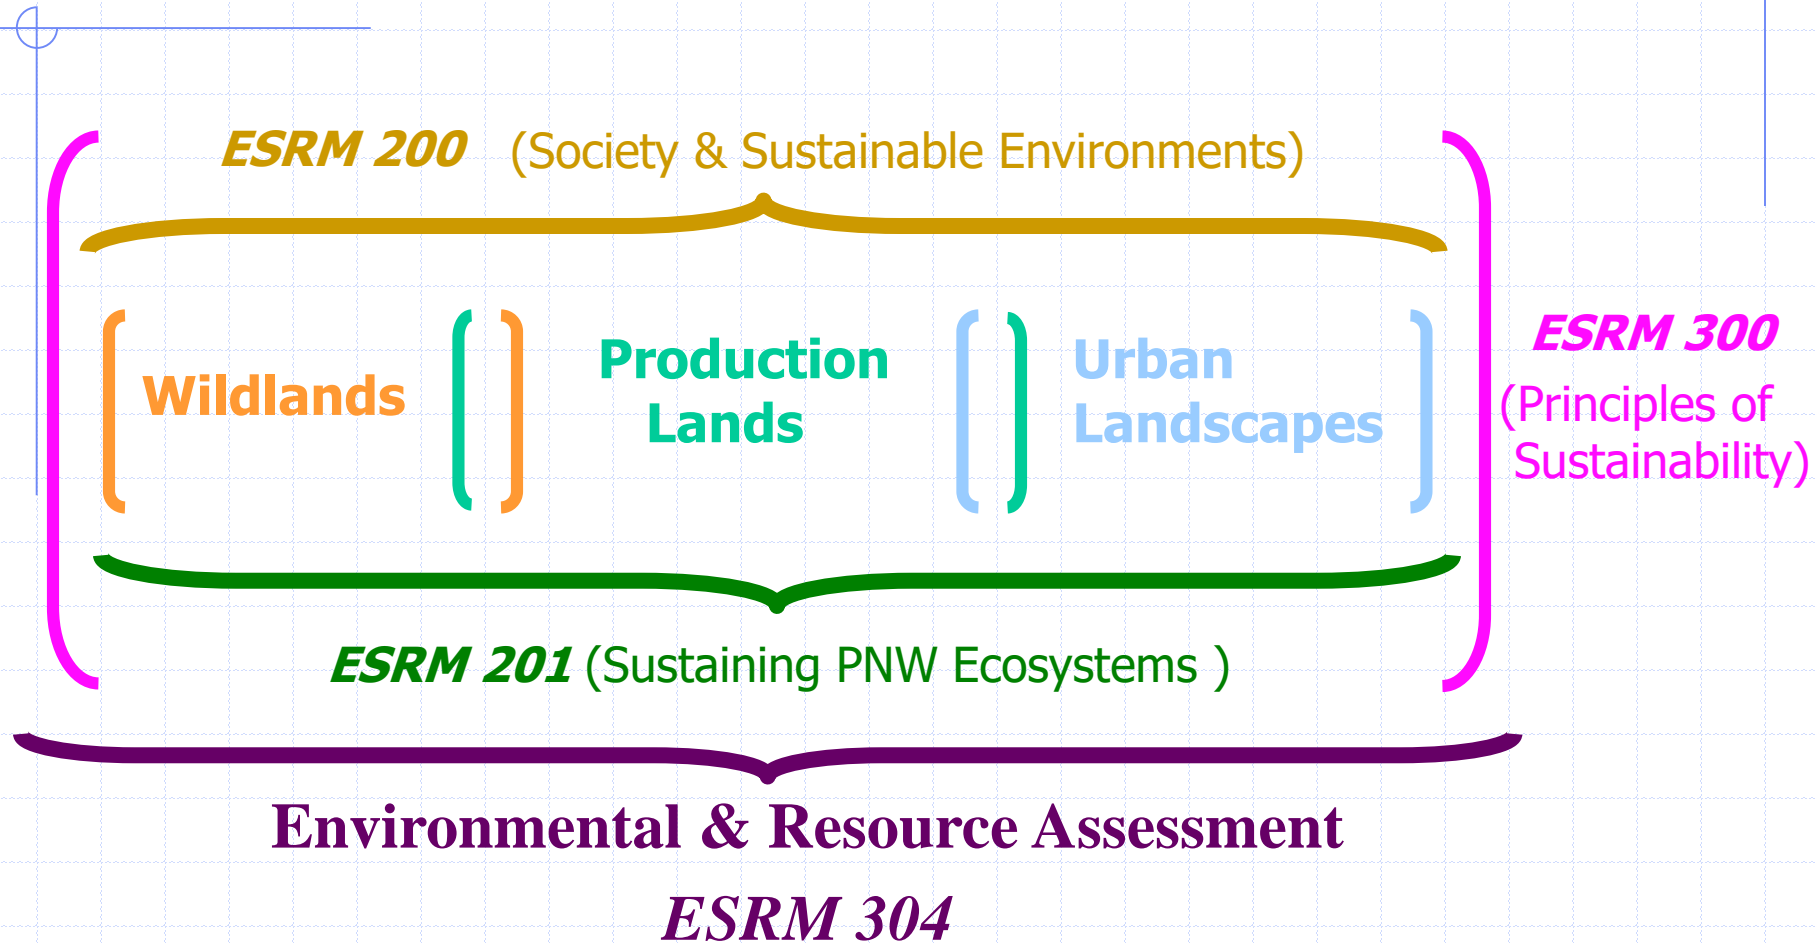 ESRM 200 (Society & Sustainable Environments)
Wildlands
Production
Lands
Urban
Landscapes
ESRM 300
(Principles of
Sustainability)
ESRM 201 (Sustaining PNW Ecosystems )
Environmental & Resource Assessment
ESRM 304